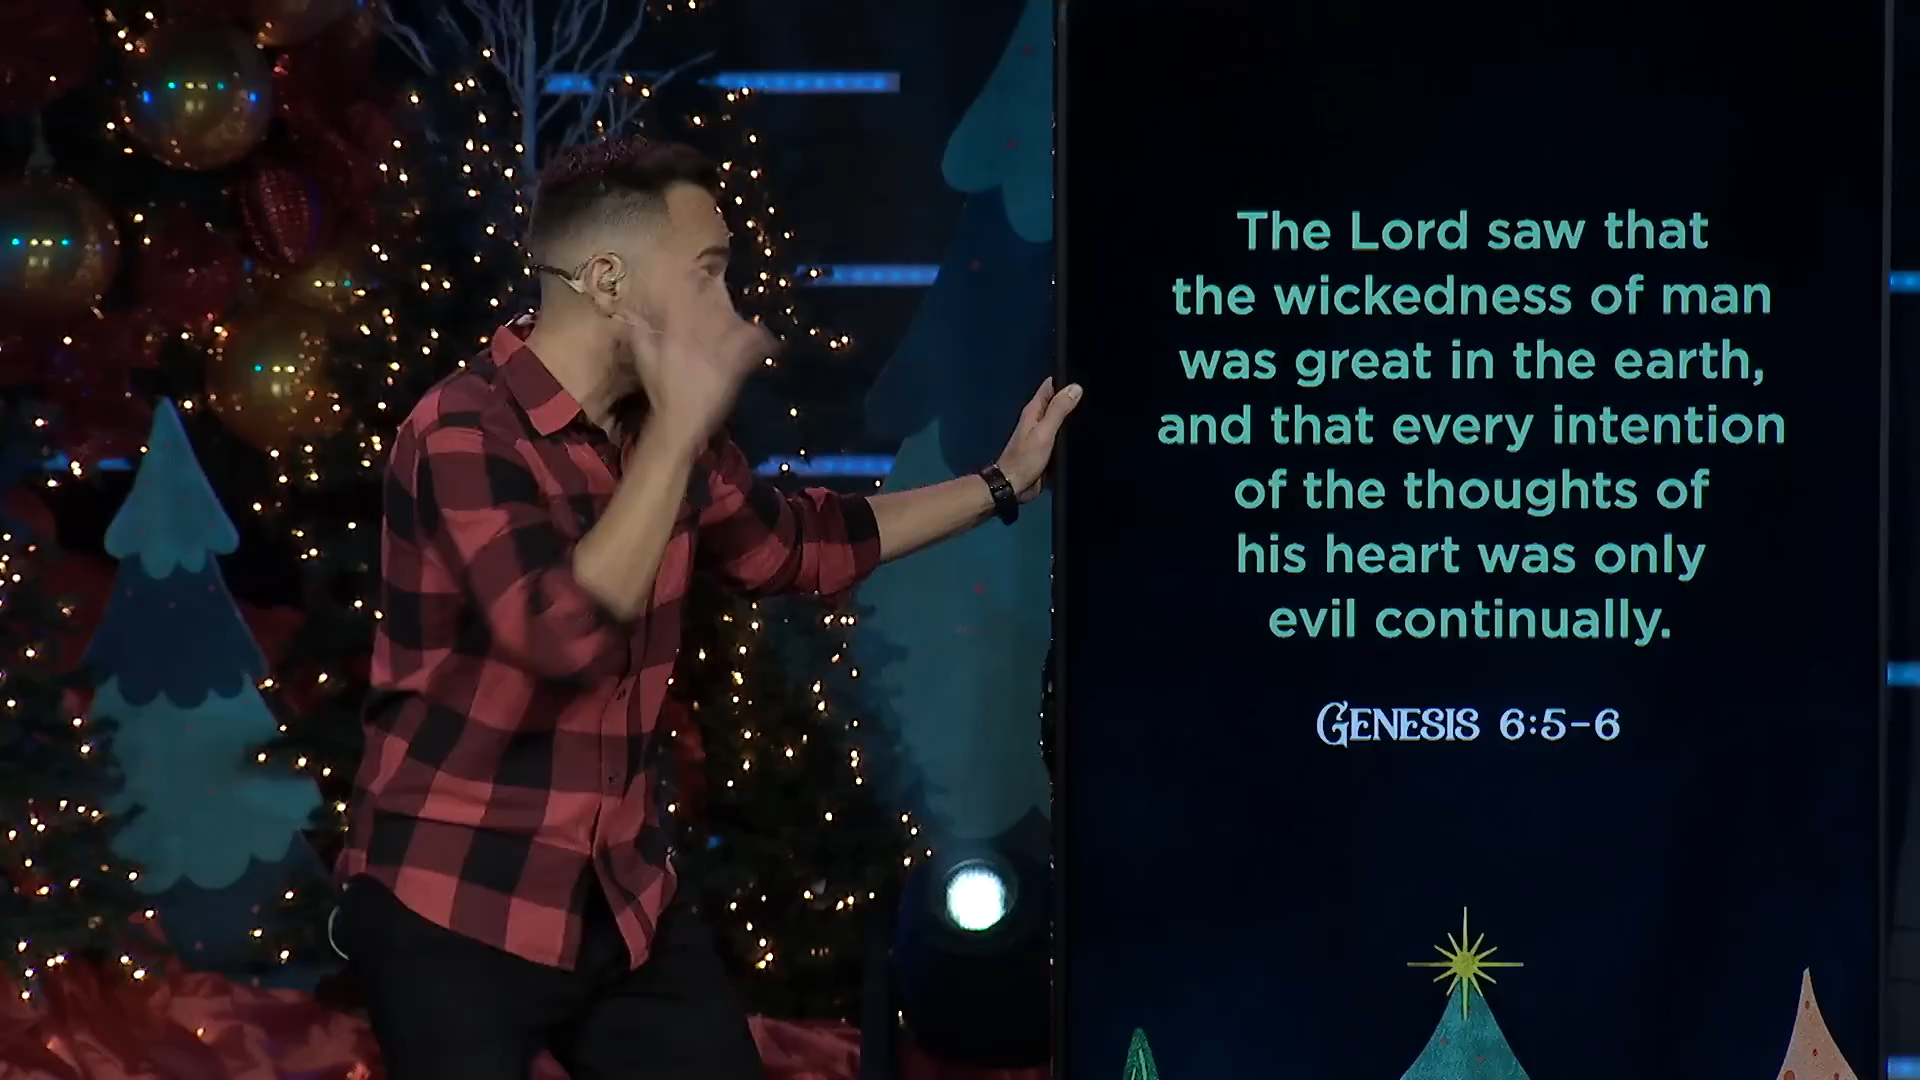 The Lord saw that
the wickedness of man
was great in the earth,
and that every intention
of the thoughts of
his heart was only
evil continually.
GENESIS 6:5-6